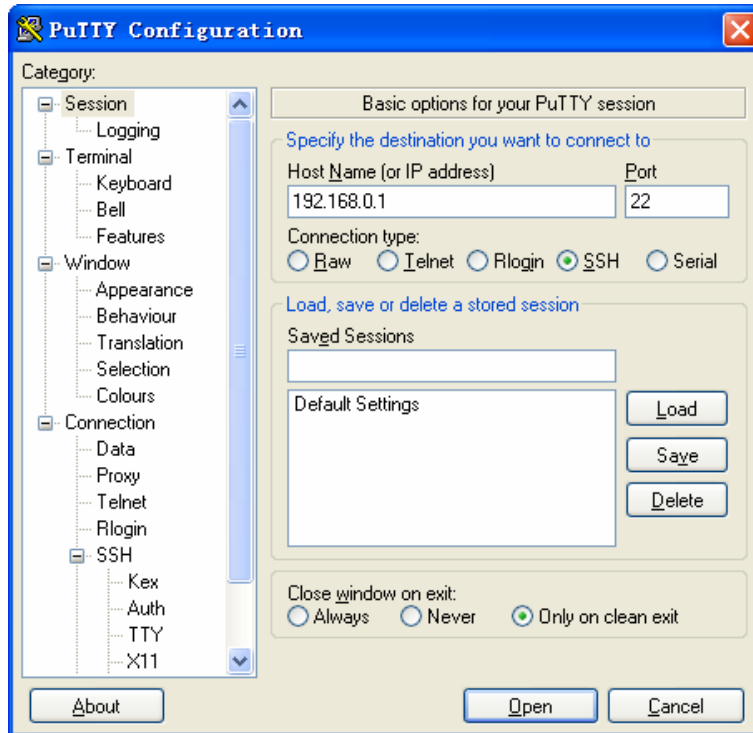 PuTTY Configuration
Category:
Session
Logging
Terminal
Keyboard
Bell
Features
Window
Appearance
Behaviour
Translation
Selection
Colours
Connection
Data
Proxy
Telnet
Rlogin
SSH
Kex
Auth
TTY
X11
Basic options for your PuTTY session
Specify the destination you want to connect to
Host Name (or IP address) Port
192.168.0.1 22
Connection type:
Raw Telnet Rlogin SSH Serial
Load, save or delete a stored session
Saved Sessions
Default Settings
Load
Save
Delete
Close window on exit:
Always Never Only on clean exit
About Open Cancel